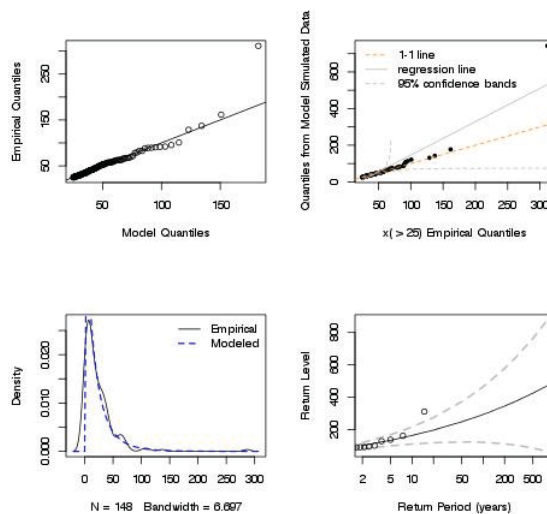 Empirical Quantiles
50
150
250
50
100
150
Model Quantiles
Quantiles from Model Simulated Data
0
200
400
600
1-1 line
regression line
95% confidence bands
50
100
150
200
250
300
x( > 25) Empirical Quantiles
Density
0.000
0.010
0.020
Empirical
Modeled
0
50
100
150
200
250
300
N = 148 Bandwidth = 6.697
Return Level
200
400
600
800
2
5
10
20
50
100
200
500
Return Period (years)